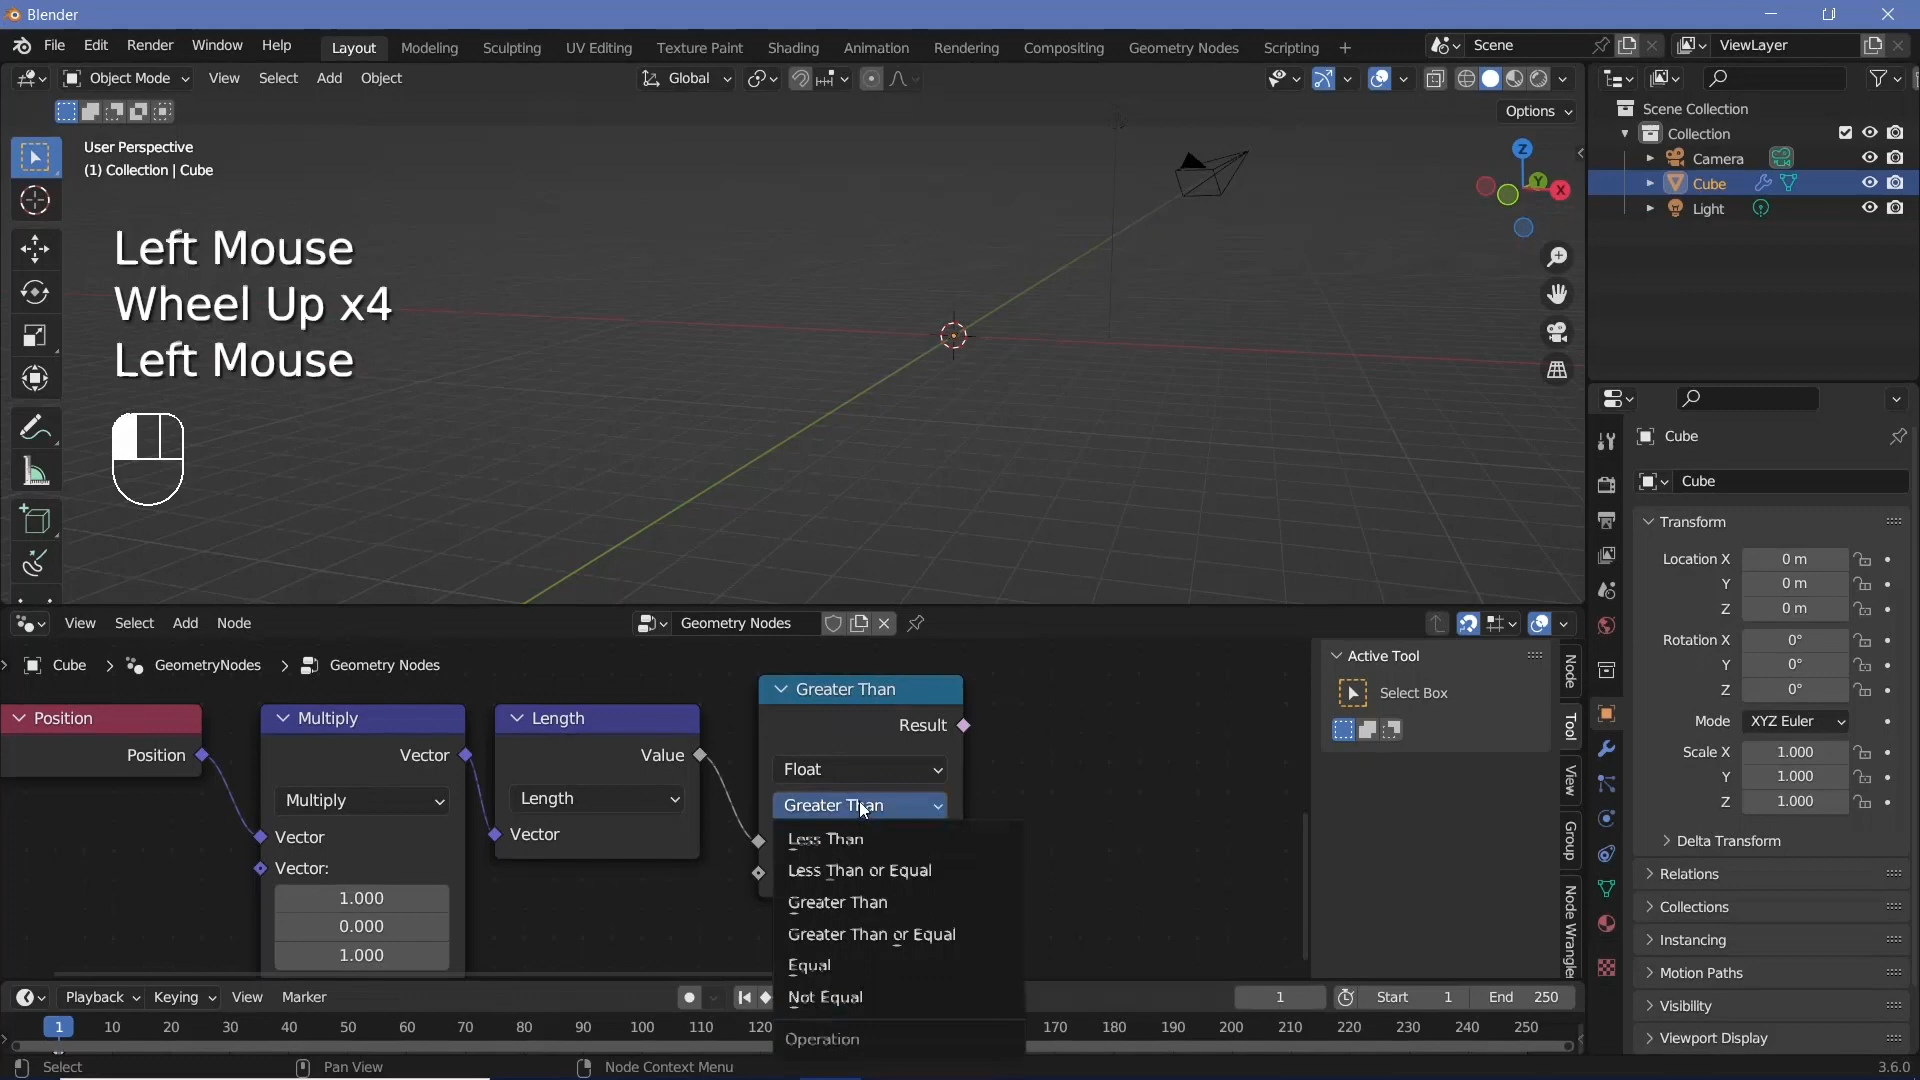 Blender
File Edit Render Window Help Layout Modeling Sculpting UV Editing Texture Paint Shading Animation Rendering Compositing Geometry Nodes Scripting + Scene ViewLayer
Object Mode View Select Add Object Global
Options
User Perspective
(1) Collection | Cube
Left Mouse
Wheel Up x4
Left Mouse
Z
Y
X
Scene Collection
Collection
Camera
Cube
Light
Cube
Cube
Transform
Location X 0 m
Y 0 m
Z 0 m
Rotation X 0°
Y 0°
Z 0°
Mode XYZ Euler
Scale X 1.000
Y 1.000
Z 1.000
Delta Transform
Relations
Collections
Instancing
Motion Paths
Visibility
Viewport Display
View Select Add Node Geometry Nodes
Cube > GeometryNodes > Geometry Nodes
Position
Position
Multiply
Vector
Multiply
Vector
Vector:
1.000
0.000
1.000
Length
Value
Length
Vector
Greater Than
Result
Float
Greater Than
Less Than
Less Than or Equal
Greater Than
Greater Than or Equal
Equal
Not Equal
Operation
Active Tool
Select Box
Node
Tool
View
Group
Node Wrangle
Playback Keying View Marker 1 Start 1 End 250
1 10 20 30 40 50 60 70 80 90 100 110 120 170 180 190 200 210 220 230 240 250
Select Pan View Node Context Menu 3.6.0